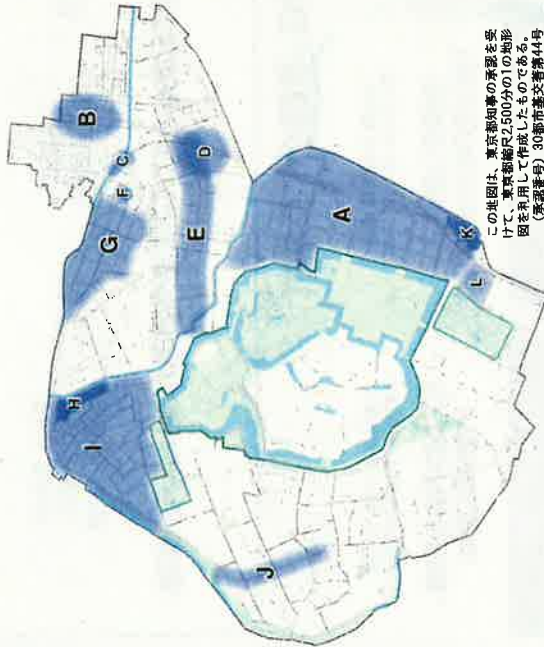 B
C
F
D
G
E
A
H
I
K
L
J
この地図は、東京都知事の承認を受
けて、東京都縮尺2,500分の1の地形
図を利用して作成したものである。
(承認番号) 30都市基交著第44号